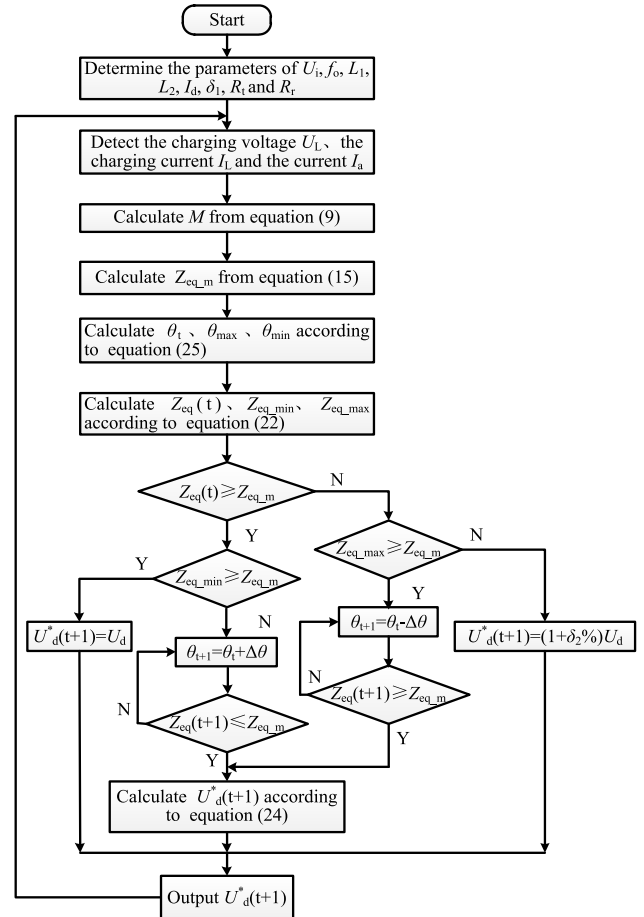 Start
Determine the parameters of U_i, f_o, L_1,
L_2, I_d, δ_1, R_t and R_r
Detect the charging voltage U_L、the
charging current I_L and the current I_a
Calculate M from equation (9)
Calculate Z_eq_m from equation (15)
Calculate θ_t 、θ_max 、θ_min according
to equation (25)
Calculate Z_eq (t) 、Z_eq_min、 Z_eq_max
according to equation (22)
Z_eq(t)≥Z_eq_m
N
Y
Z_eq_max≥Z_eq_m
N
Y
Z_eq_min≥Z_eq_m
Y
N
U*_d(t+1)=U_d
θ_t+1=θ_t+Δθ
θ_t+1=θ_t-Δθ
U*_d(t+1)=(1+δ_2%)U_d
Z_eq(t+1)≥Z_eq_m
N
Y
Z_eq(t+1)≤Z_eq_m
N
Y
Calculate U*_d(t+1) according
to equation (24)
Output U*_d(t+1)